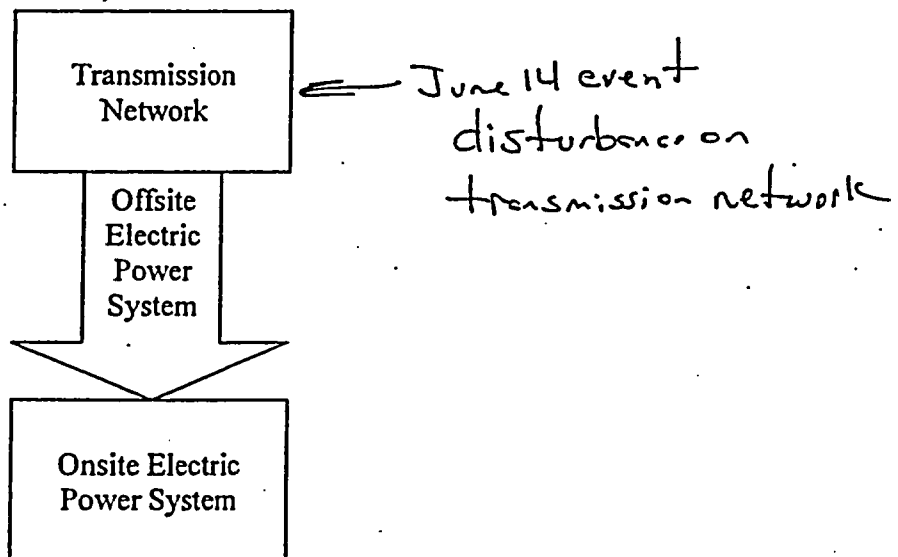 Transmission
Network
June 14 event
disturbance on
transmission network
Offsite
Electric
Power
System
Onsite Electric
Power System